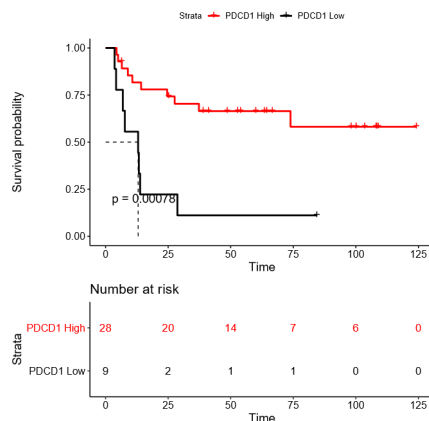 Strata PDCD1 High PDCD1 Low
1.00
0.75
0.50
0.25
0.00
Survival probability
p = 0.00078
0 25 50 75 100 125
Time
Number at risk
Strata
PDCD1 High 28 20 14 7 6 0
PDCD1 Low 9 2 1 1 0 0
0 25 50 75 100 125
Time